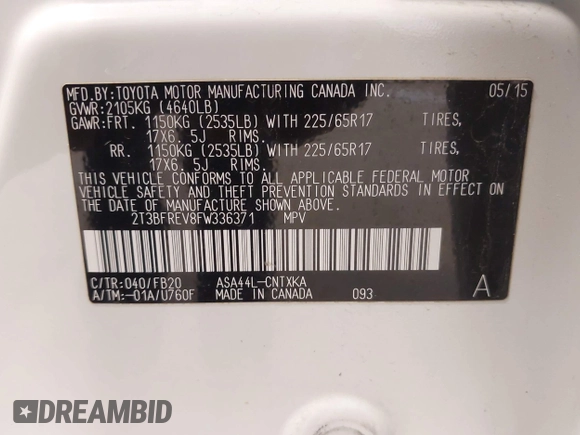 MFD.BY:TOYOTA MOTOR MANUFACTURING CANADA INC. 05/15
GVWR:2105KG (4640LB)
GAWR:FRT. 1150KG (2535LB) WITH 225/65R17 TIRES,
17X6. 5J RIMS.
RR. 1150KG (2535LB) WITH 225/65R17 TIRES,
17X6. 5J RIMS.
THIS VEHICLE CONFORMS TO ALL APPLICABLE FEDERAL MOTOR
VEHICLE SAFETY AND THEFT PREVENTION STANDARDS IN EFFECT ON
THE DATE OF MANUFACTURE SHOWN ABOVE.
2T3BFREV8FW336371 MPV
C/TR:040/FB20 ASA44L-CNTXKA
A/TM:-01A/U760F MADE IN CANADA 093 A
DREAMBID